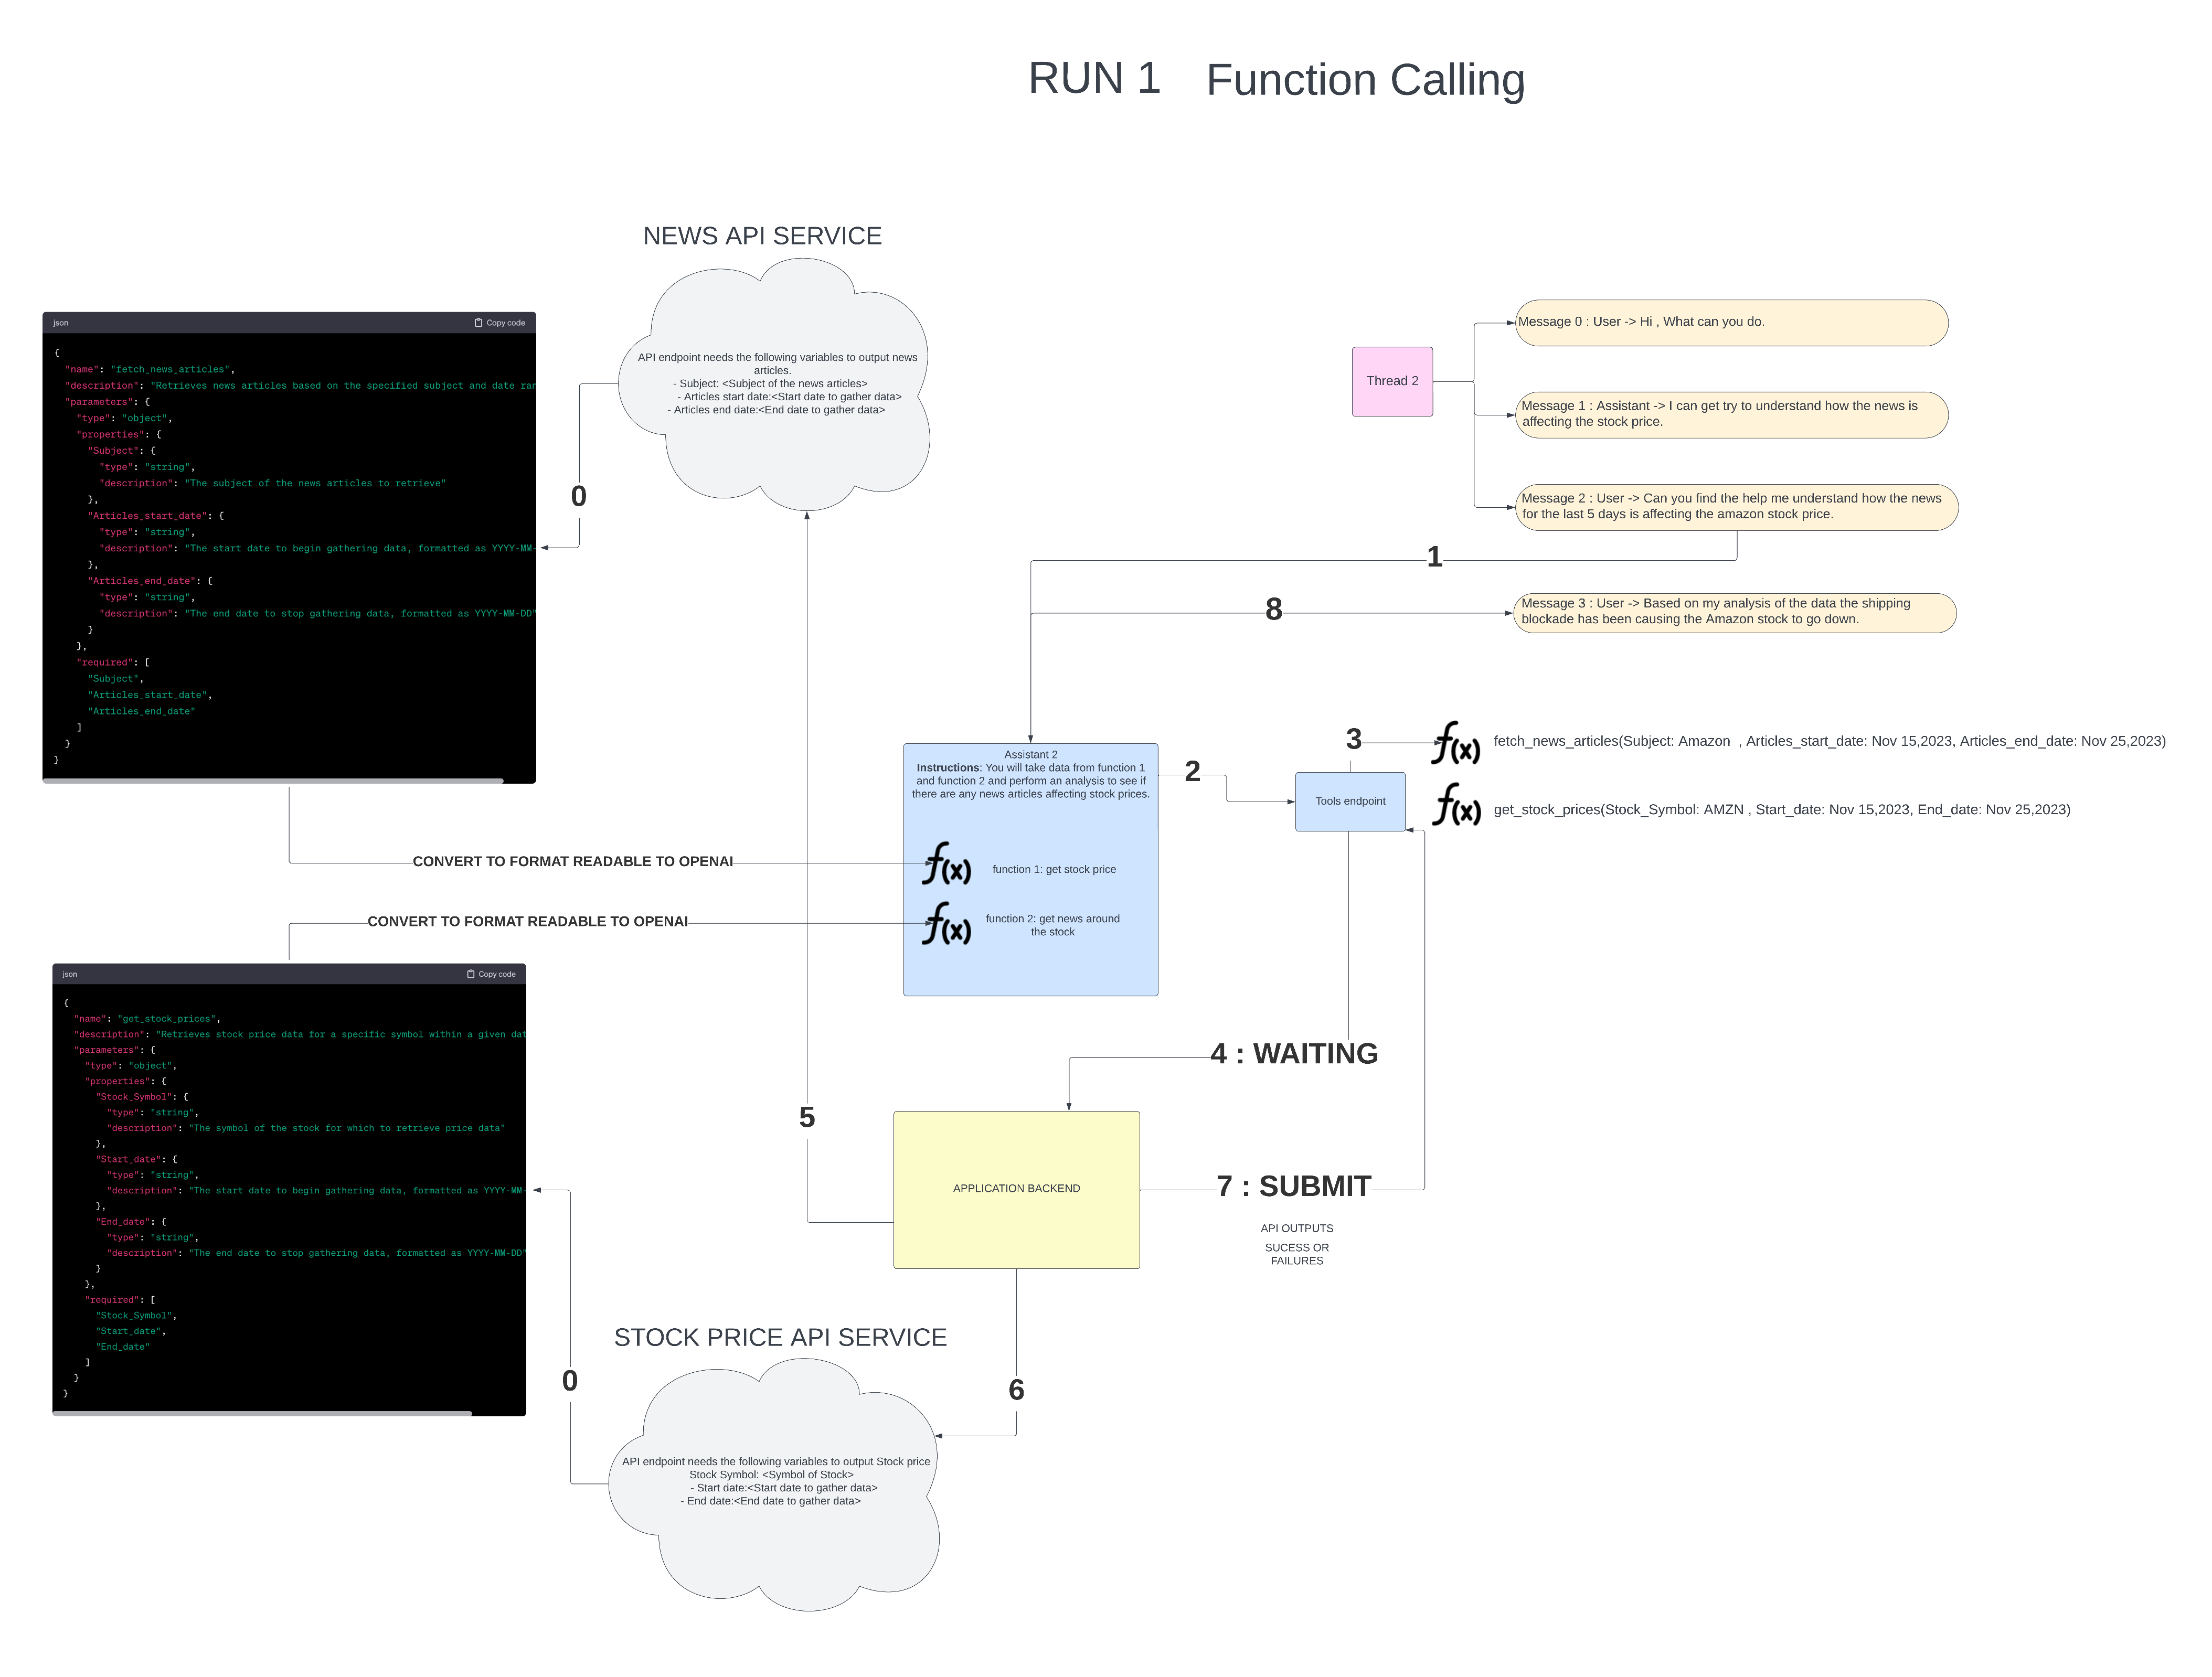 RUN 1 Function Calling
NEWS API SERVICE
API endpoint needs the following variables to output news
articles.
- Subject: <Subject of the news articles>
- Articles start date:<Start date to gather data>
- Articles end date:<End date to gather data>
json Copy code
{
"name": "fetch_news_articles",
"description": "Retrieves news articles based on the specified subject and date ran
"parameters": {
"type": "object",
"properties": {
"Subject": {
"type": "string",
"description": "The subject of the news articles to retrieve"
},
"Articles_start_date": {
"type": "string",
"description": "The start date to begin gathering data, formatted as YYYY-MM-
},
"Articles_end_date": {
"type": "string",
"description": "The end date to stop gathering data, formatted as YYYY-MM-DD"
}
},
"required": [
"Subject",
"Articles_start_date",
"Articles_end_date"
]
}
}
0
Thread 2
Message 0 : User -> Hi , What can you do.
Message 1 : Assistant -> I can get try to understand how the news is
affecting the stock price.
Message 2 : User -> Can you find the help me understand how the news
for the last 5 days is affecting the amazon stock price.
1
8
Message 3 : User -> Based on my analysis of the data the shipping
blockade has been causing the Amazon stock to go down.
Assistant 2
Instructions: You will take data from function 1
and function 2 and perform an analysis to see if
there are any news articles affecting stock prices.
f(x) function 1: get stock price
f(x) function 2: get news around
the stock
2
Tools endpoint
3
f(x) fetch_news_articles(Subject: Amazon , Articles_start_date: Nov 15,2023, Articles_end_date: Nov 25,2023)
f(x) get_stock_prices(Stock_Symbol: AMZN , Start_date: Nov 15,2023, End_date: Nov 25,2023)
CONVERT TO FORMAT READABLE TO OPENAI
CONVERT TO FORMAT READABLE TO OPENAI
json Copy code
{
"name": "get_stock_prices",
"description": "Retrieves stock price data for a specific symbol within a given dat
"parameters": {
"type": "object",
"properties": {
"Stock_Symbol": {
"type": "string",
"description": "The symbol of the stock for which to retrieve price data"
},
"Start_date": {
"type": "string",
"description": "The start date to begin gathering data, formatted as YYYY-MM-
},
"End_date": {
"type": "string",
"description": "The end date to stop gathering data, formatted as YYYY-MM-DD"
}
},
"required": [
"Stock_Symbol",
"Start_date",
"End_date"
]
}
}
4 : WAITING
5
APPLICATION BACKEND
7 : SUBMIT
API OUTPUTS
SUCESS OR
FAILURES
STOCK PRICE API SERVICE
0
6
API endpoint needs the following variables to output Stock price
Stock Symbol: <Symbol of Stock>
- Start date:<Start date to gather data>
- End date:<End date to gather data>